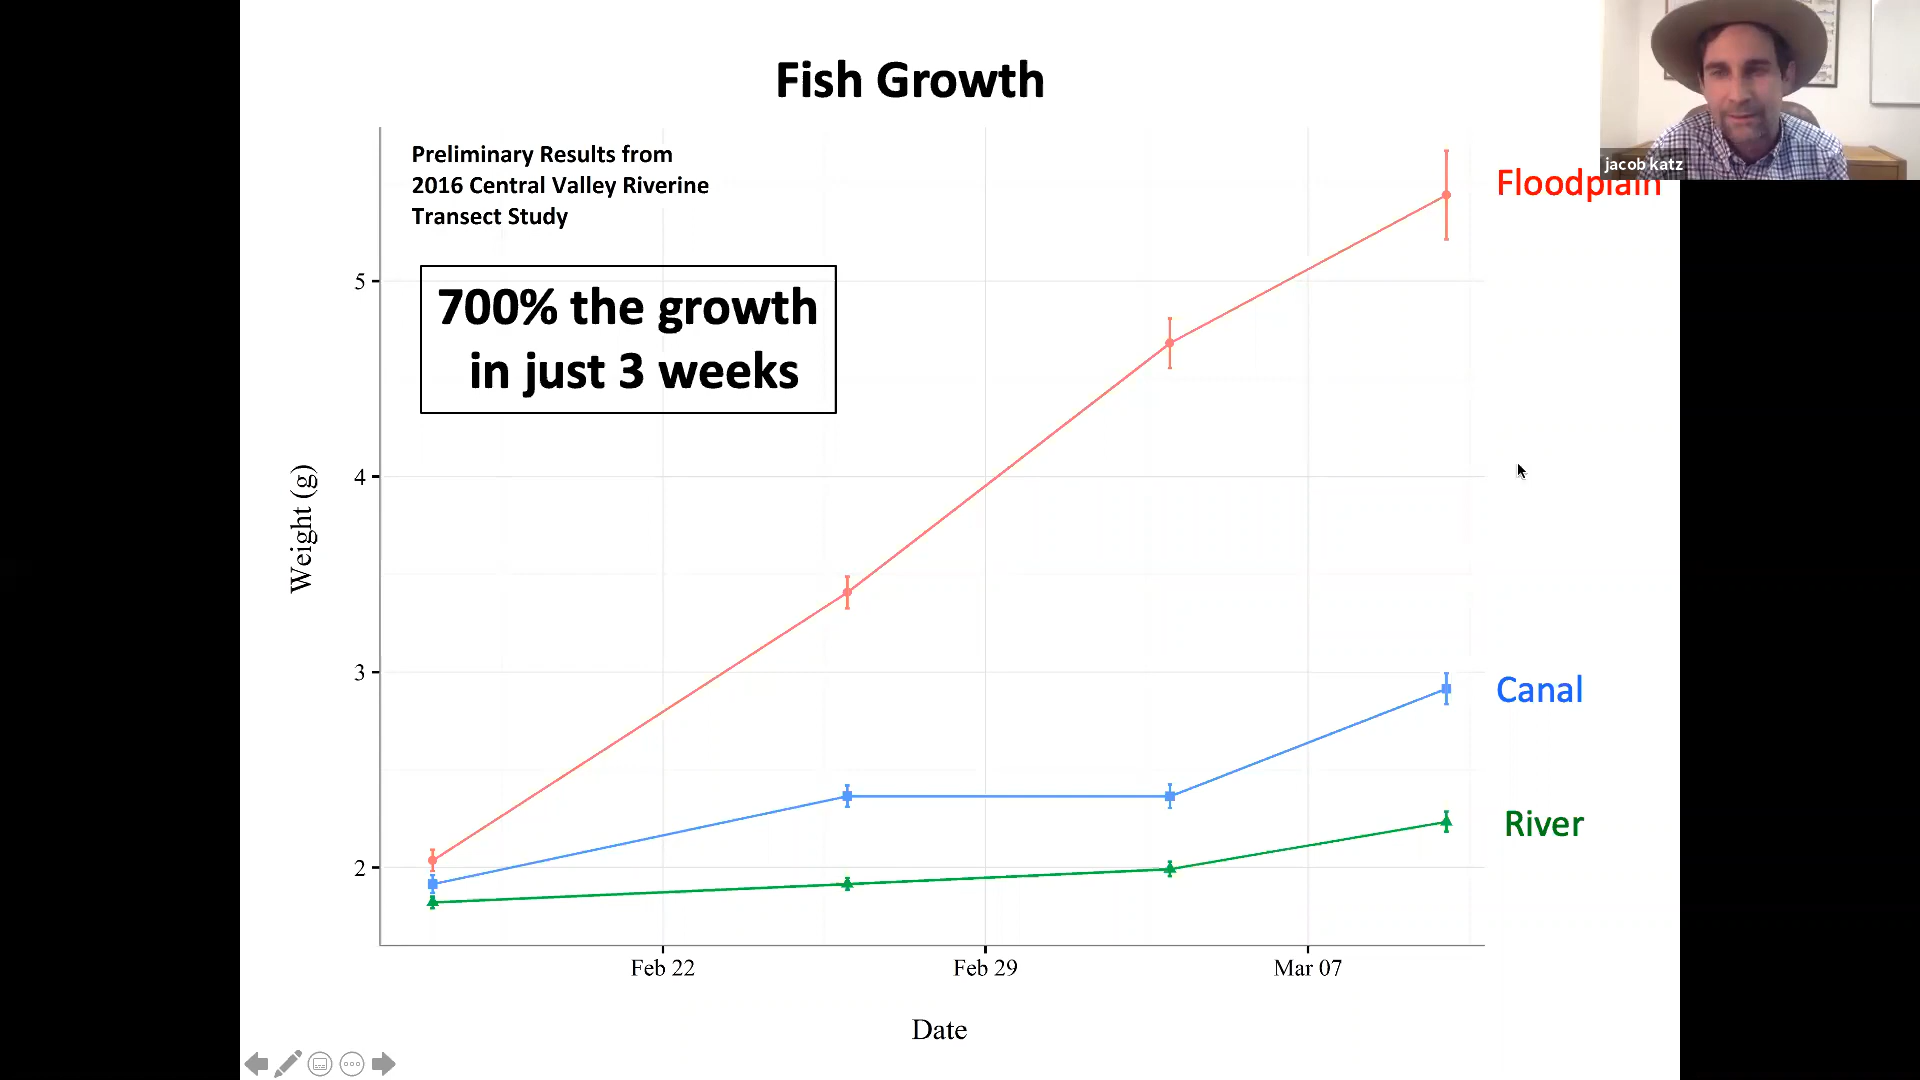 Fish Growth
jacob katz
Preliminary Results from
2016 Central Valley Riverine
Transect Study
Floodplain
700% the growth
in just 3 weeks
5
4
3
2
Weight (g)
Canal
River
Feb 22
Feb 29
Mar 07
Date